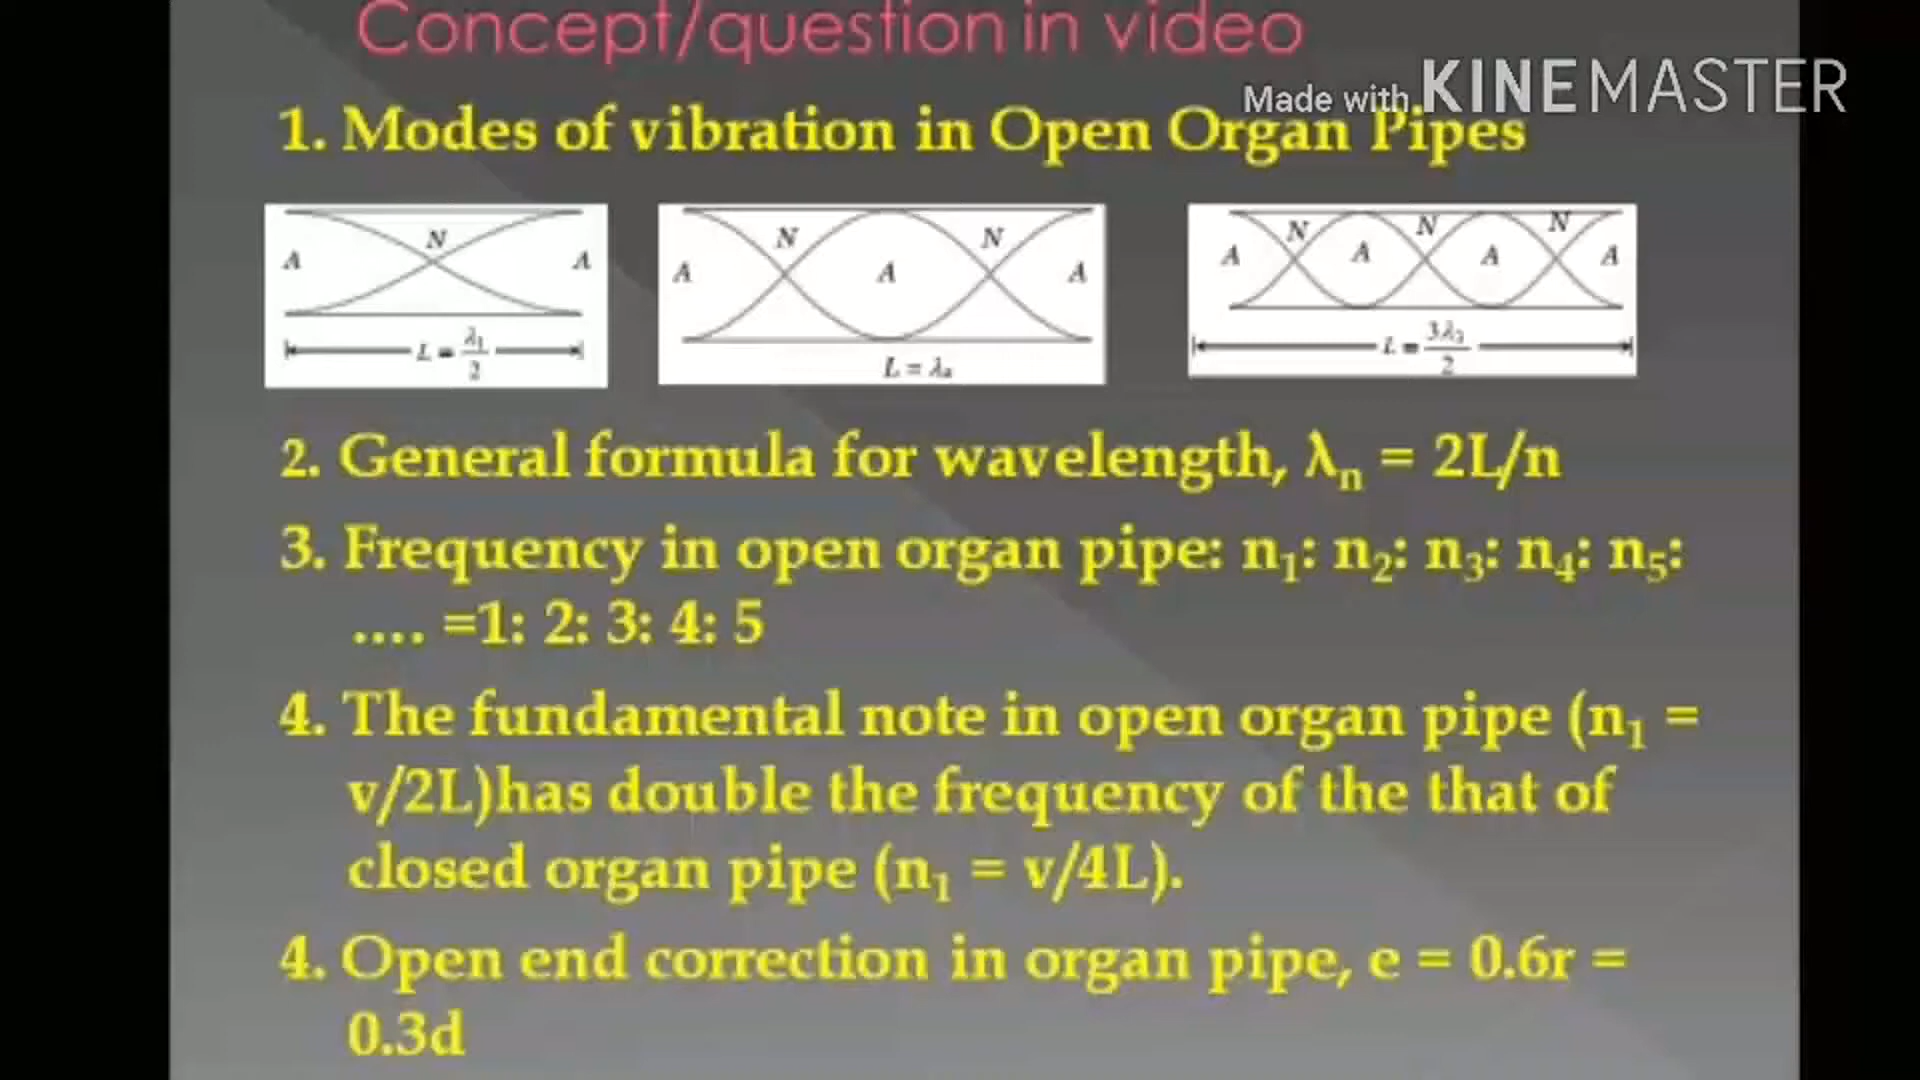 Concept/question in video
Made with KINEMASTER
1. Modes of vibration in Open Organ Pipes
A N A
L = λ₁/2
A N A N A
L = λ₂
A N A N A N A
L = 3λ₃/2
2. General formula for wavelength, λₙ = 2L/n
3. Frequency in open organ pipe: n₁: n₂: n₃: n₄: n₅:
.... =1: 2: 3: 4: 5
4. The fundamental note in open organ pipe (n₁ =
v/2L)has double the frequency of the that of
closed organ pipe (n₁ = v/4L).
4. Open end correction in organ pipe, e = 0.6r =
0.3d